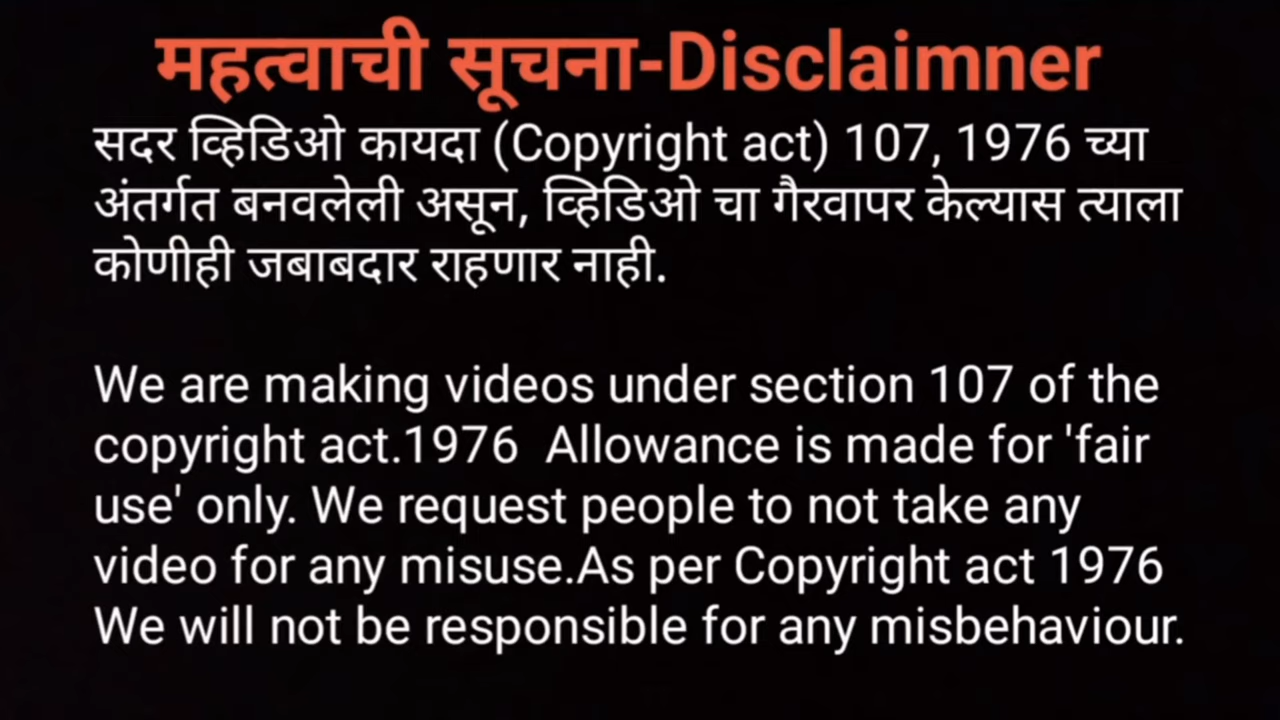 महत्वाची सूचना-Disclaimner
सदर व्हिडिओ कायदा (Copyright act) 107, 1976 च्या
अंतर्गत बनवलेली असून, व्हिडिओ चा गैरवापर केल्यास त्याला
कोणीही जबाबदार राहणार नाही.
We are making videos under section 107 of the
copyright act.1976  Allowance is made for 'fair
use' only. We request people to not take any
video for any misuse.As per Copyright act 1976
We will not be responsible for any misbehaviour.